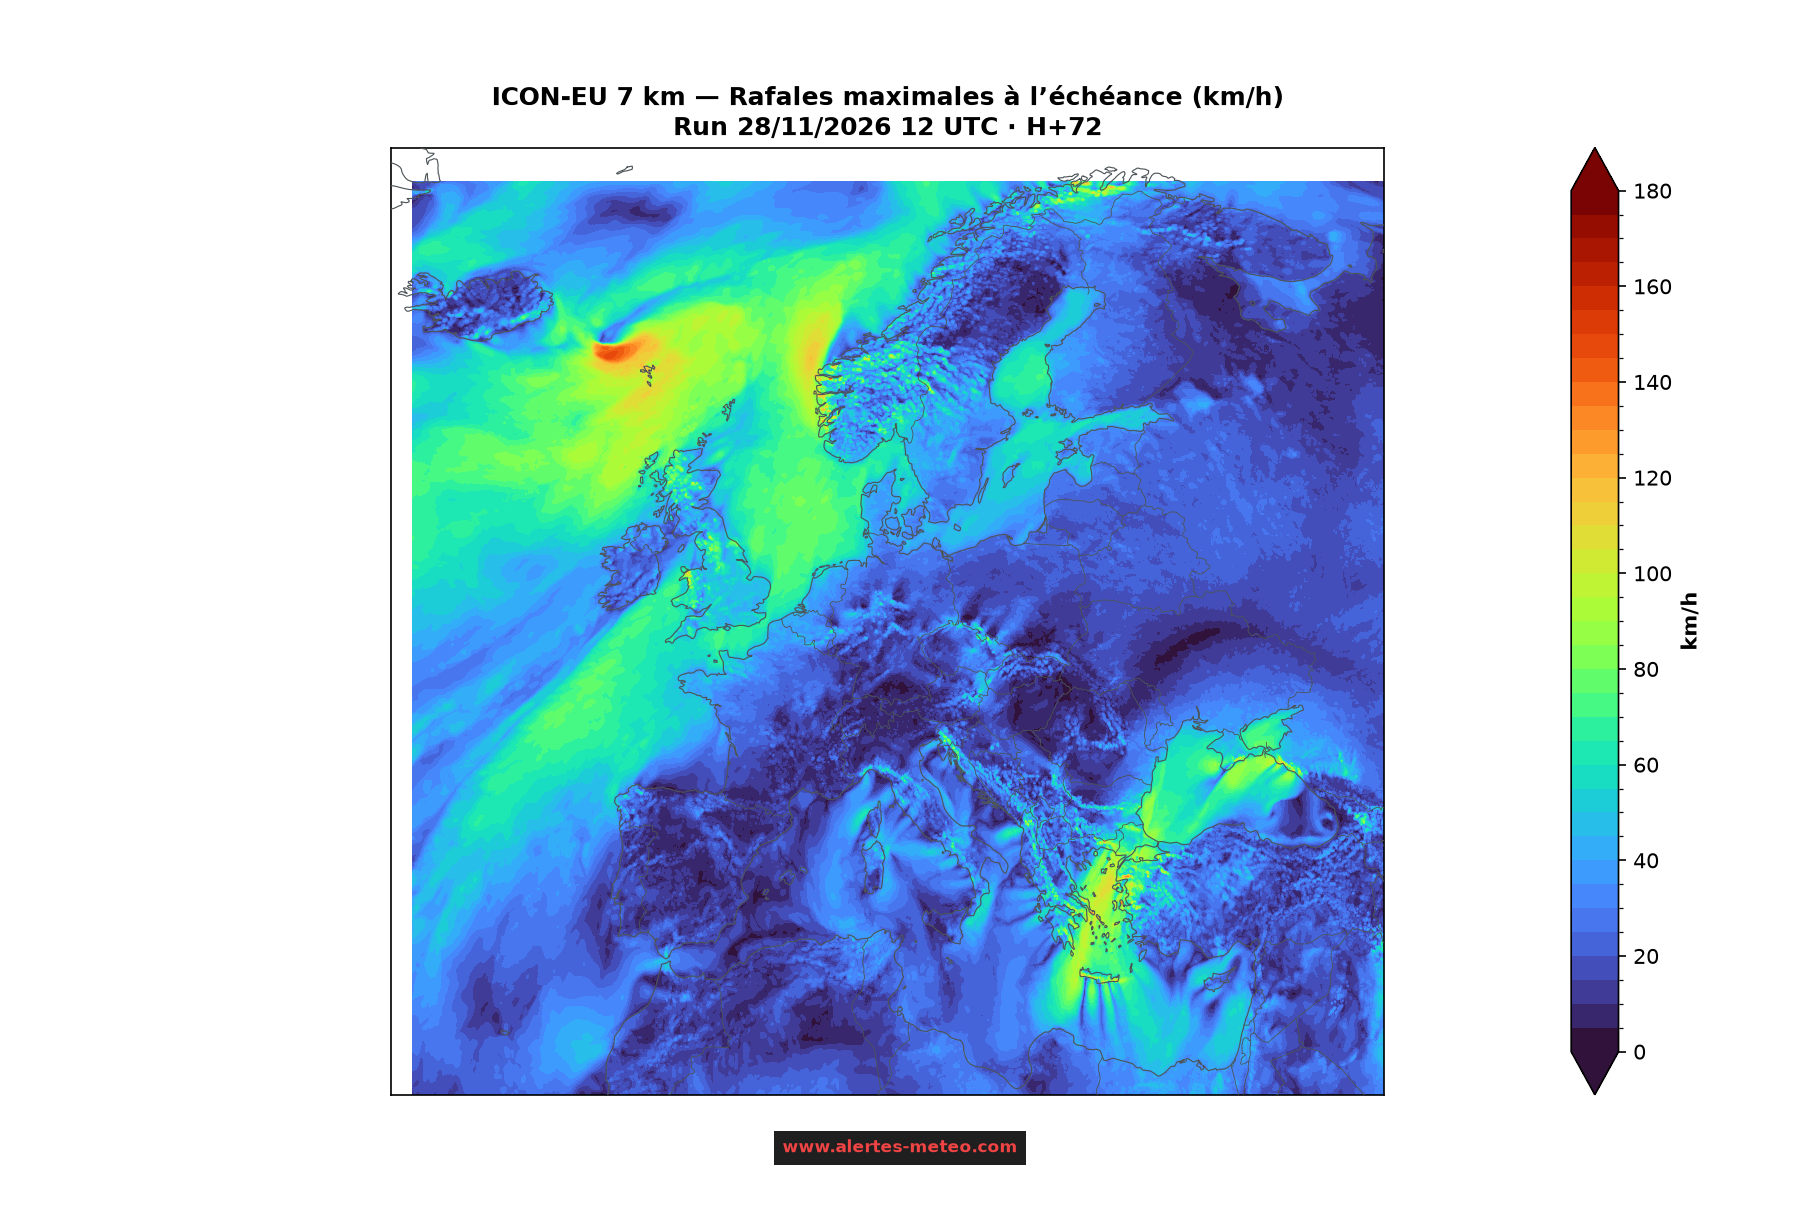 ICON-EU 7 km — Rafales maximales à l’échéance (km/h)
Run 28/11/2026 12 UTC · H+72
180
160
140
120
100
80
60
40
20
0
km/h
www.alertes-meteo.com